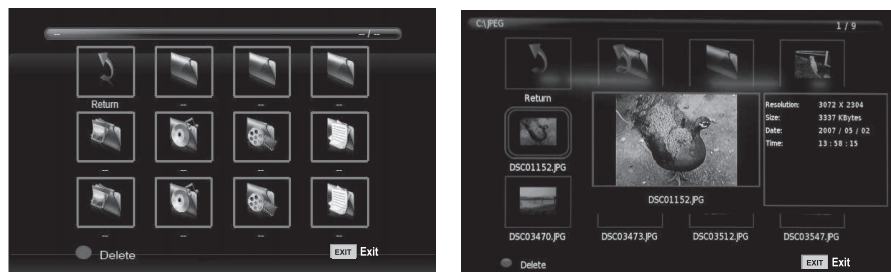 --
-- / --
Return
--
--
--
--
--
--
--
--
--
--
--
Delete
EXIT Exit
C:\JPEG
1 / 9
Return
DSC01152.JPG
DSC01152.JPG
Resolution: 3072 X 2304
Size: 3337 KBytes
Date: 2007 / 05 / 02
Time: 13 : 58 : 15
DSC03470.JPG
DSC03473.JPG
DSC03512.JPG
DSC03547.JPG
Delete
EXIT Exit